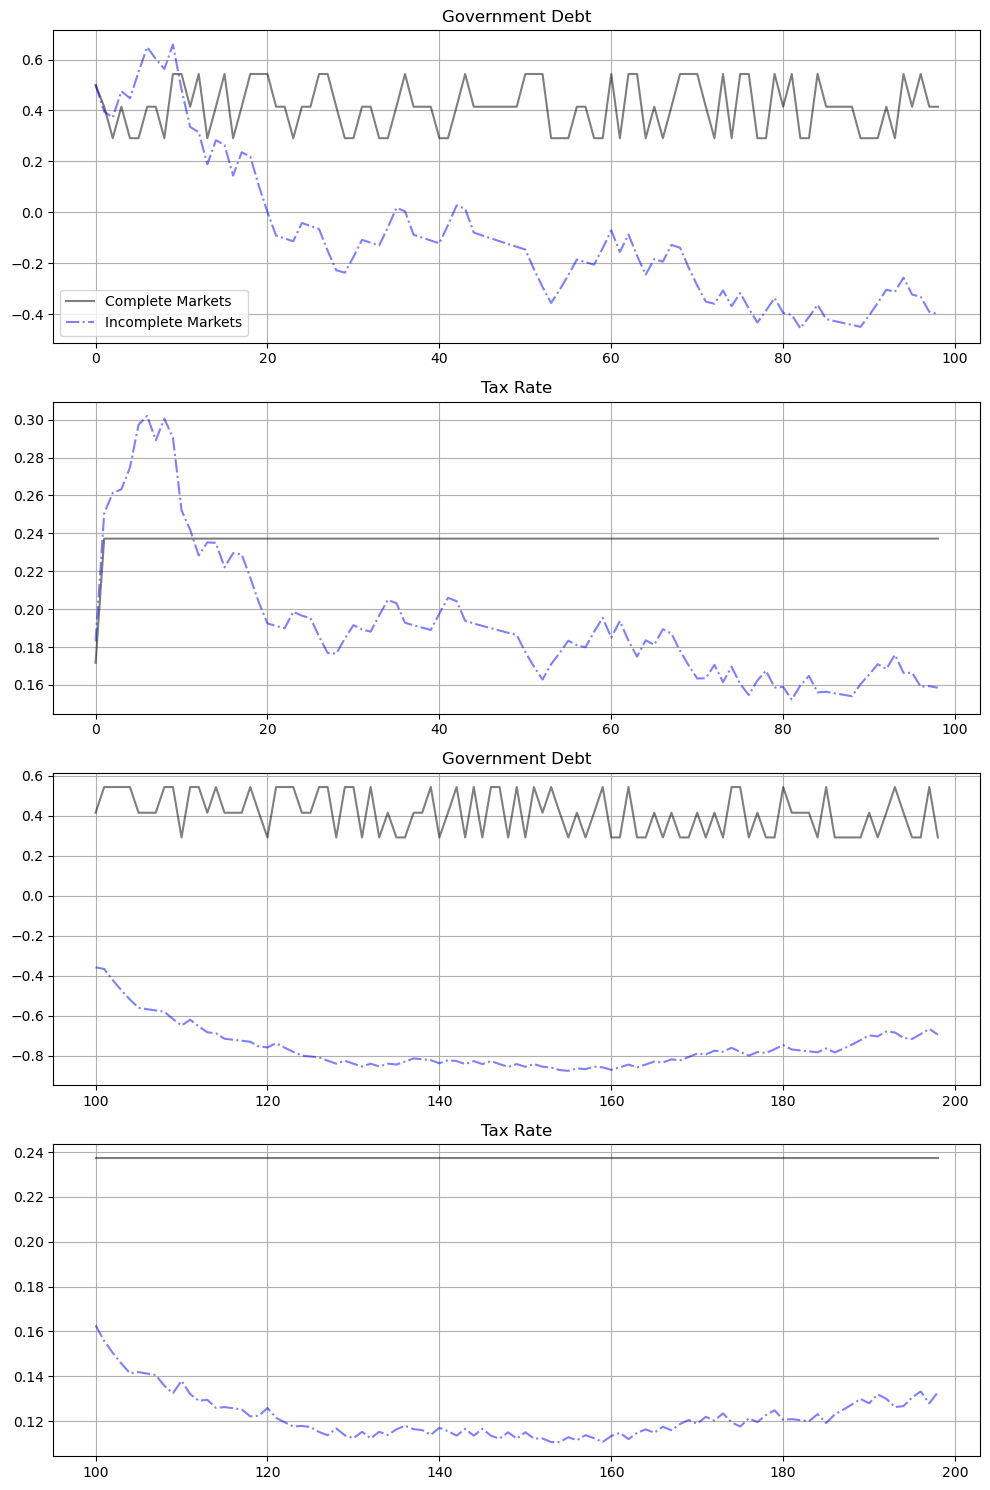 Government Debt
0.6
0.4
0.2
0.0
−0.2
−0.4
Complete Markets
Incomplete Markets
0 20 40 60 80 100
Tax Rate
0.30
0.28
0.26
0.24
0.22
0.20
0.18
0.16
0 20 40 60 80 100
Government Debt
0.6
0.4
0.2
0.0
−0.2
−0.4
−0.6
−0.8
100 120 140 160 180 200
Tax Rate
0.24
0.22
0.20
0.18
0.16
0.14
0.12
100 120 140 160 180 200